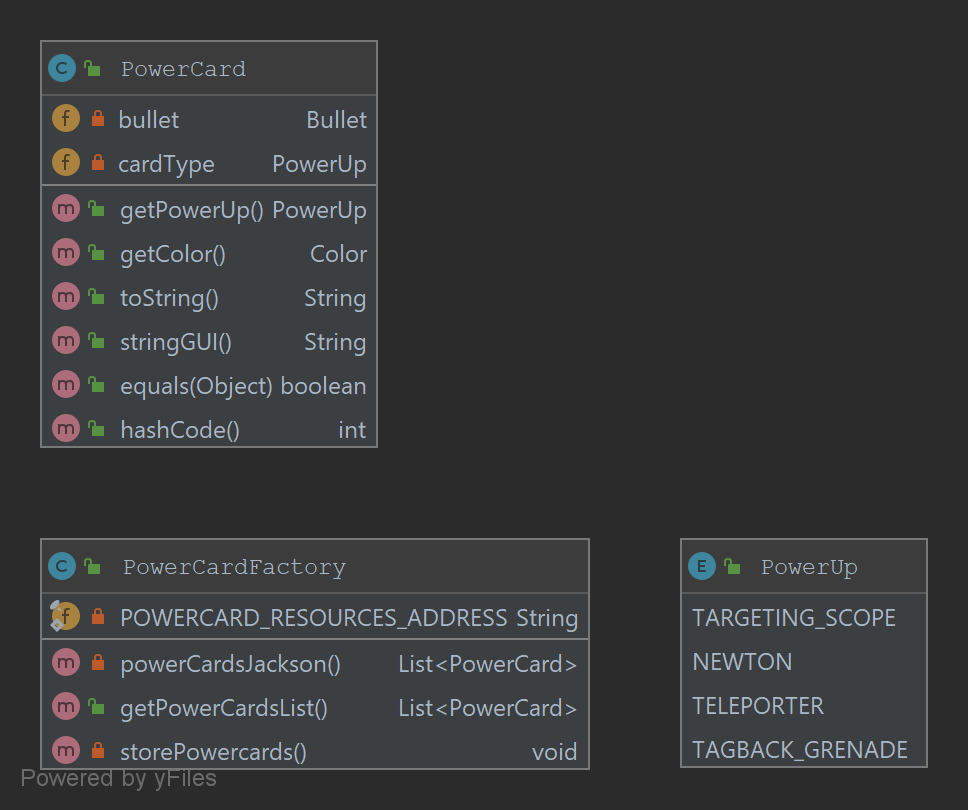 C PowerCard
f bullet Bullet
f cardType PowerUp
m getPowerUp() PowerUp
m getColor() Color
m toString() String
m stringGUI() String
m equals(Object) boolean
m hashCode() int
C PowerCardFactory
f POWERCARD_RESOURCES_ADDRESS String
m powerCardsJackson() List<PowerCard>
m getPowerCardsList() List<PowerCard>
m storePowercards() void
E PowerUp
TARGETING_SCOPE
NEWTON
TELEPORTER
TAGBACK_GRENADE
Powered by yFiles